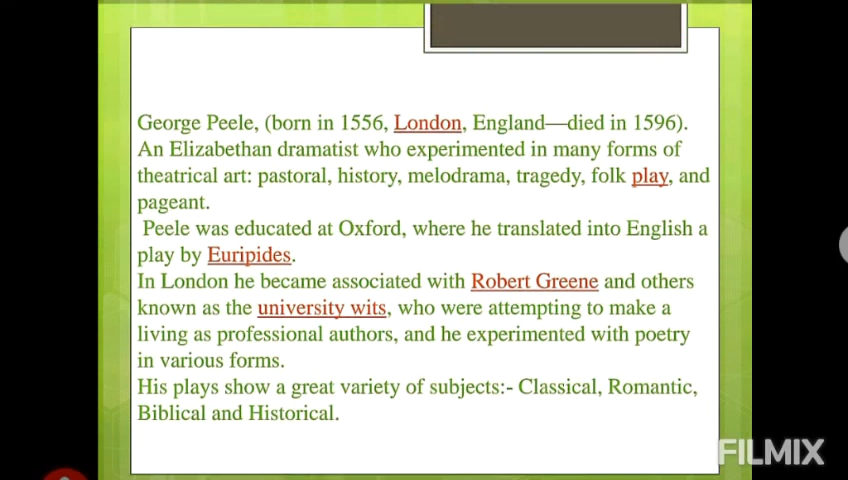 George Peele, (born in 1556, London, England—died in 1596).
An Elizabethan dramatist who experimented in many forms of
theatrical art: pastoral, history, melodrama, tragedy, folk play, and
pageant.
Peele was educated at Oxford, where he translated into English a
play by Euripides.
In London he became associated with Robert Greene and others
known as the university wits, who were attempting to make a
living as professional authors, and he experimented with poetry
in various forms.
His plays show a great variety of subjects:- Classical, Romantic,
Biblical and Historical.
FILMIX